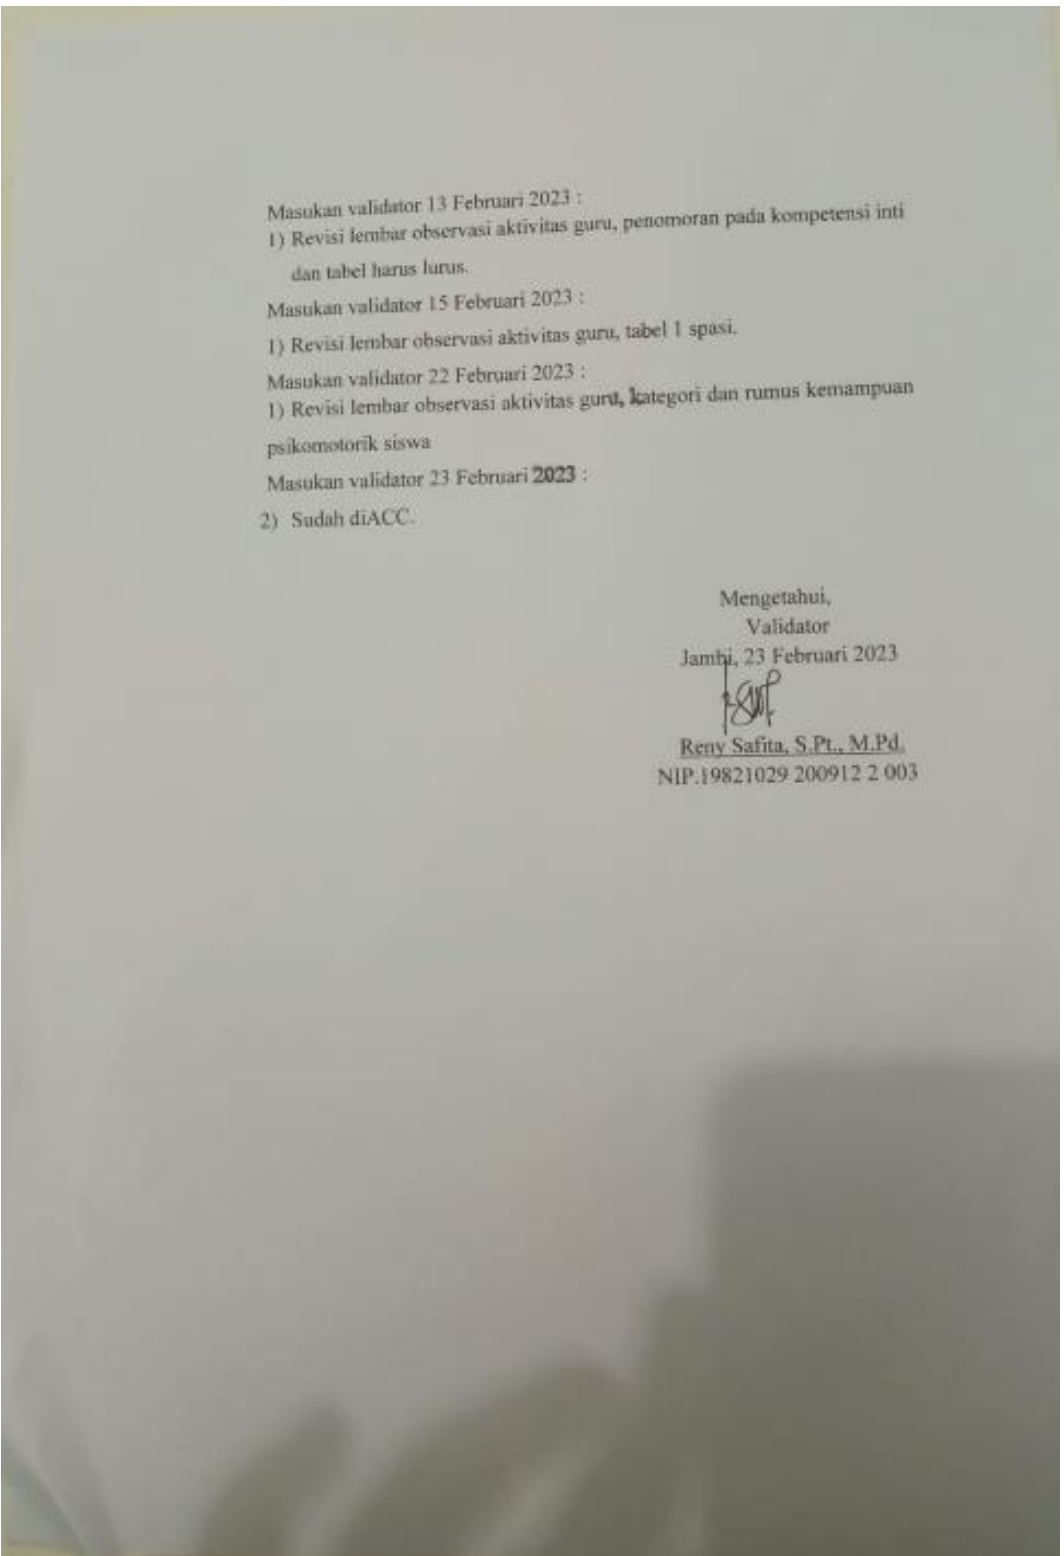 Masukan validator 13 Februari 2023 :
1) Revisi lembar observasi aktivitas guru, penomoran pada kompetensi inti
dan tabel harus lurus.
Masukan validator 15 Februari 2023 :
1) Revisi lembar observasi aktivitas guru, tabel 1 spasi.
Masukan validator 22 Februari 2023 :
1) Revisi lembar observasi aktivitas guru, kategori dan rumus kemampuan
psikomotorik siswa
Masukan validator 23 Februari 2023 :
2) Sudah diACC.
Mengetahui,
Validator
Jambi, 23 Februari 2023
Reny Safita, S.Pt., M.Pd.
NIP.19821029 200912 2 003